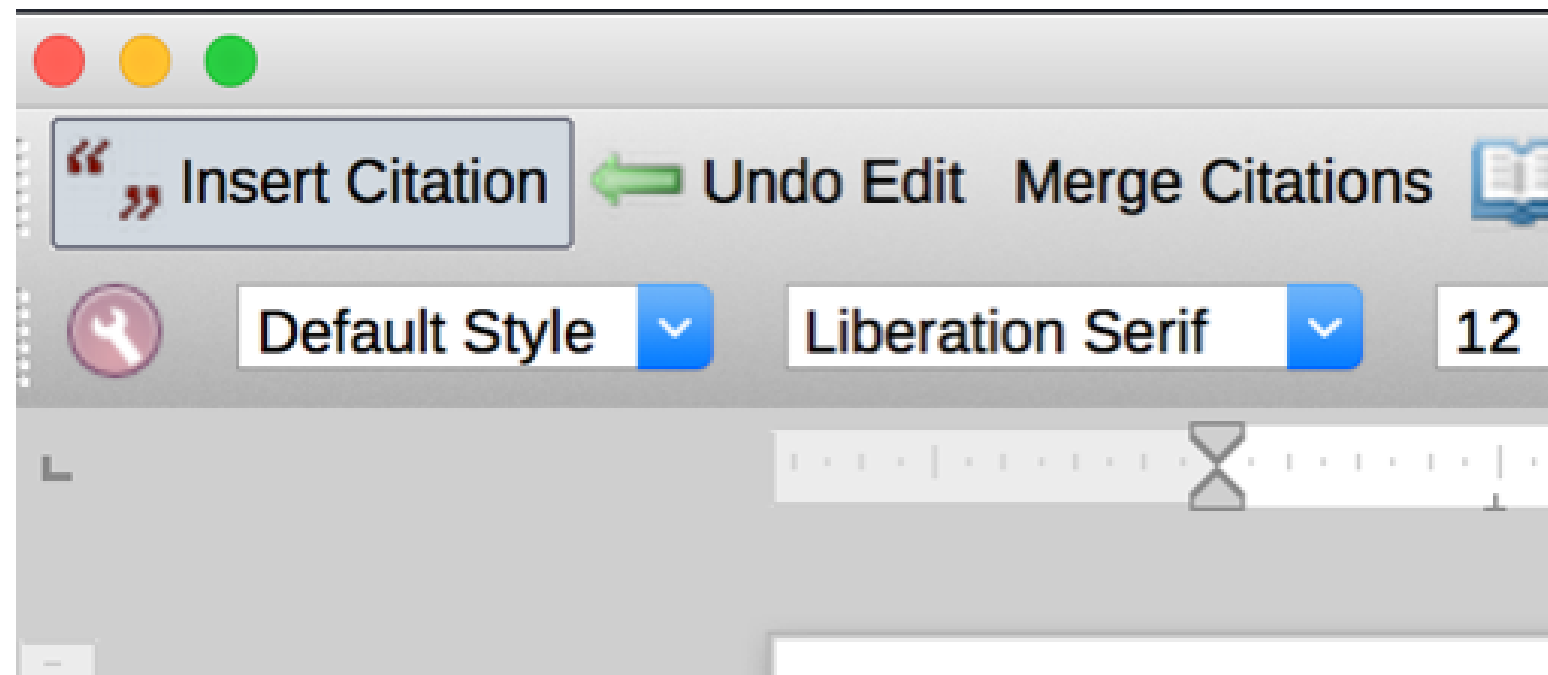 Insert Citation Undo Edit Merge Citations
Default Style Liberation Serif 12